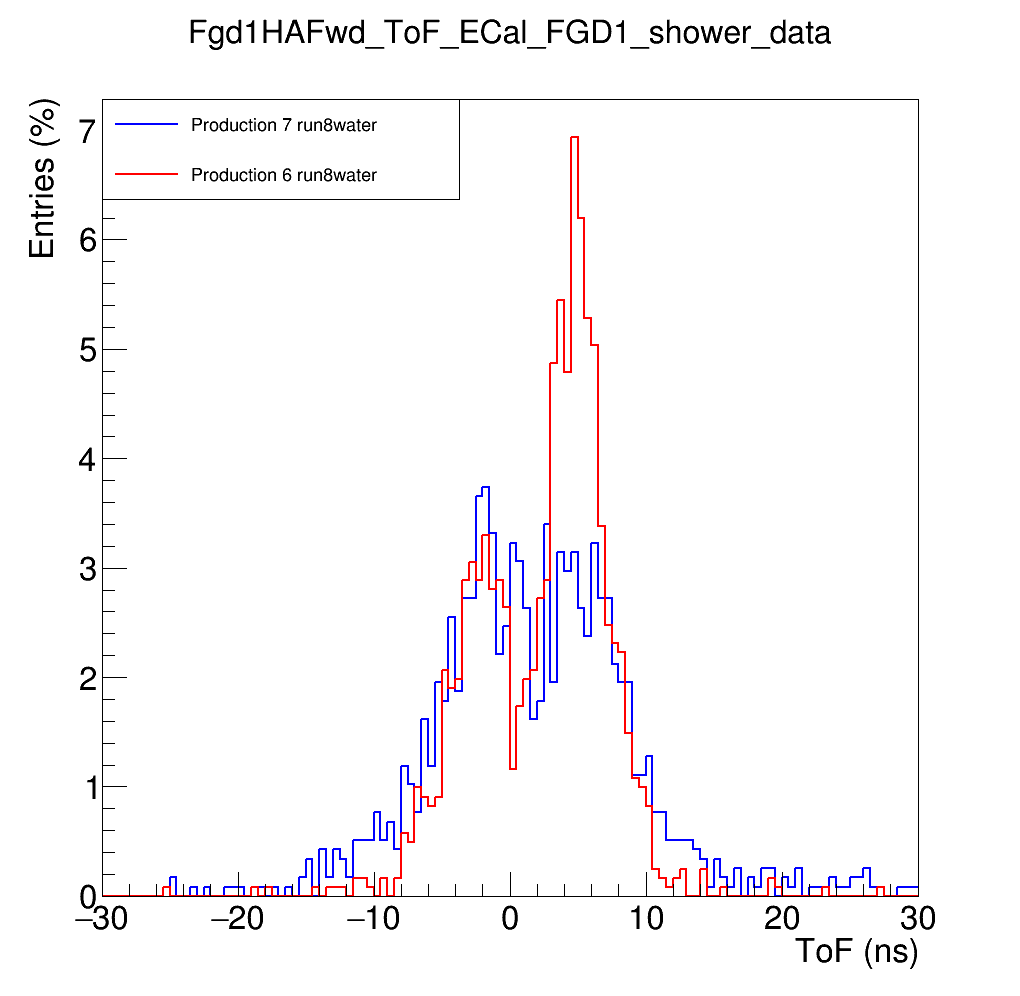 Fgd1HAFwd_ToF_ECal_FGD1_shower_data
Entries (%)
Production 7 run8water
Production 6 run8water
7
6
5
4
3
2
1
0
−30 −20 −10 0 10 20 30
ToF (ns)